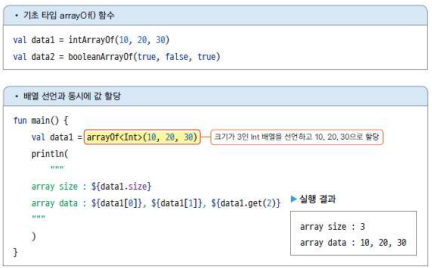 • 기초 타입 arrayOf() 함수
val data1 = intArrayOf(10, 20, 30)
val data2 = booleanArrayOf(true, false, true)
• 배열 선언과 동시에 값 할당
fun main() {
val data1 = arrayOf<Int>(10, 20, 30) 크기가 3인 Int 배열을 선언하고 10, 20, 30으로 할당
println(
"""
array size : ${data1.size}
array data : ${data1[0]}, ${data1[1]}, ${data1.get(2)}
"""
)
}
▶ 실행 결과
array size : 3
array data : 10, 20, 30